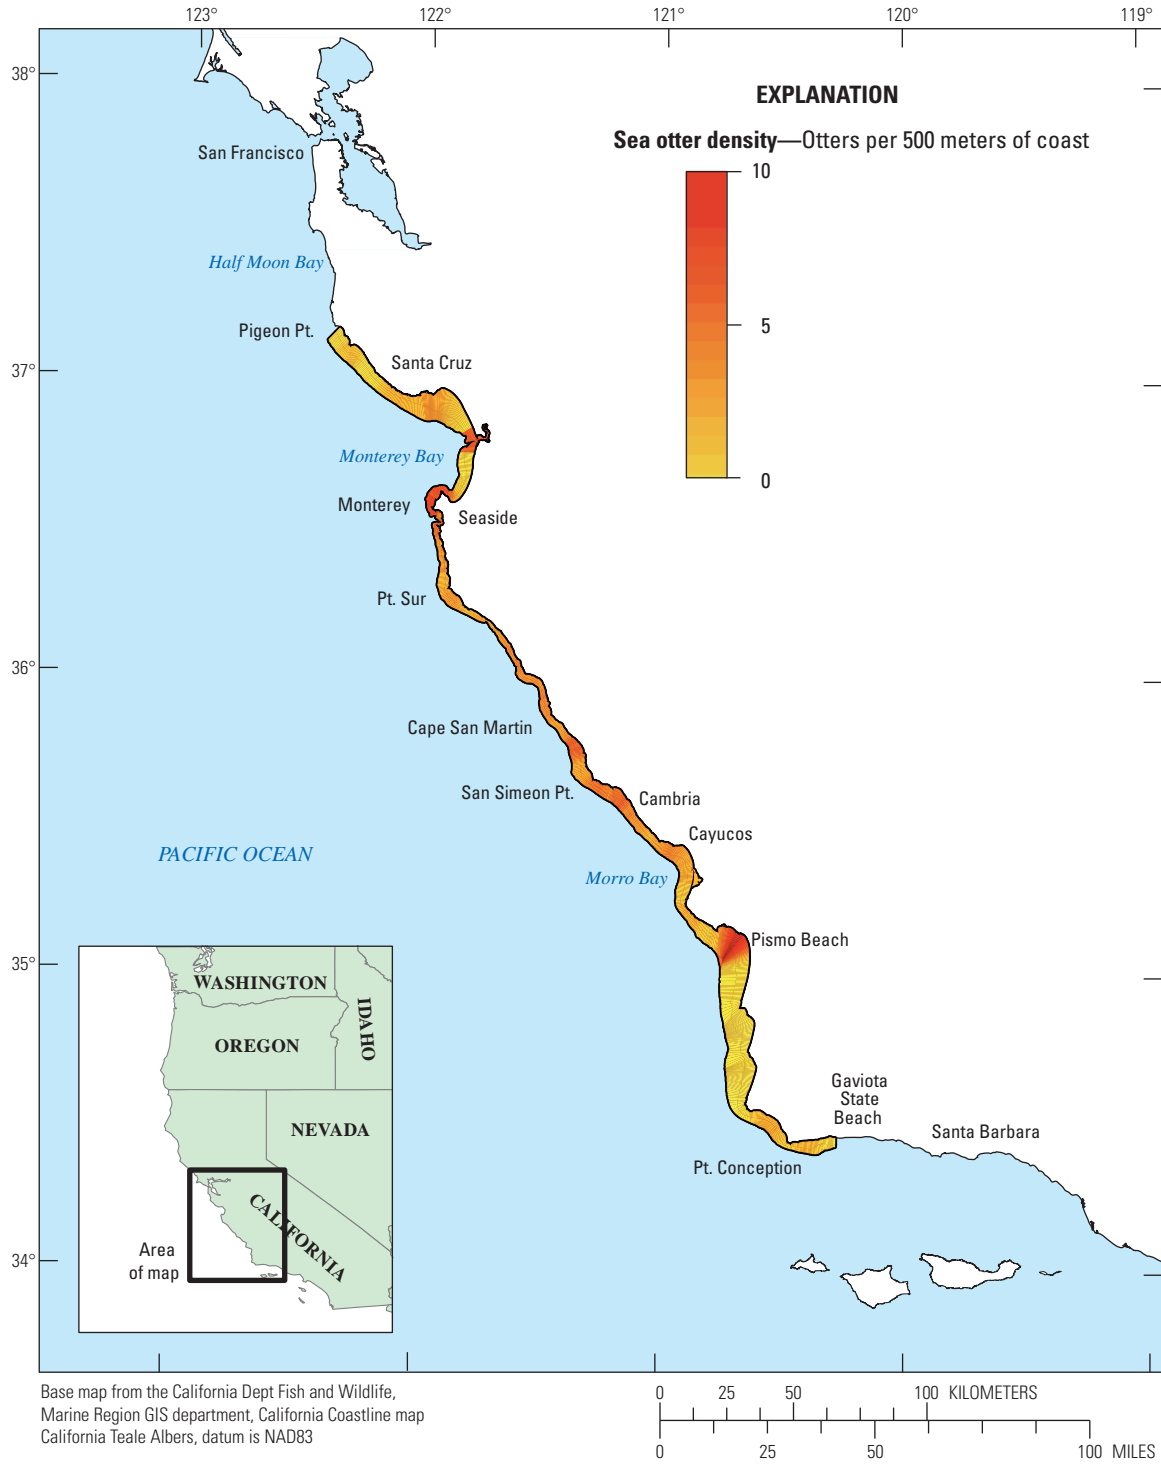 123°
122°
121°
120°
119°
38°
37°
36°
35°
34°
EXPLANATION
Sea otter density—Otters per 500 meters of coast
10
5
0
San Francisco
Half Moon Bay
Pigeon Pt.
Santa Cruz
Monterey Bay
Monterey
Seaside
Pt. Sur
Cape San Martin
San Simeon Pt.
Cambria
Cayucos
PACIFIC OCEAN
Morro Bay
Pismo Beach
Gaviota
State
Beach
Santa Barbara
Pt. Conception
WASHINGTON
IDAHO
OREGON
NEVADA
CALIFORNIA
Area
of map
Base map from the California Dept Fish and Wildlife,
Marine Region GIS department, California Coastline map
California Teale Albers, datum is NAD83
0 25 50 100 KILOMETERS
0 25 50 100 MILES